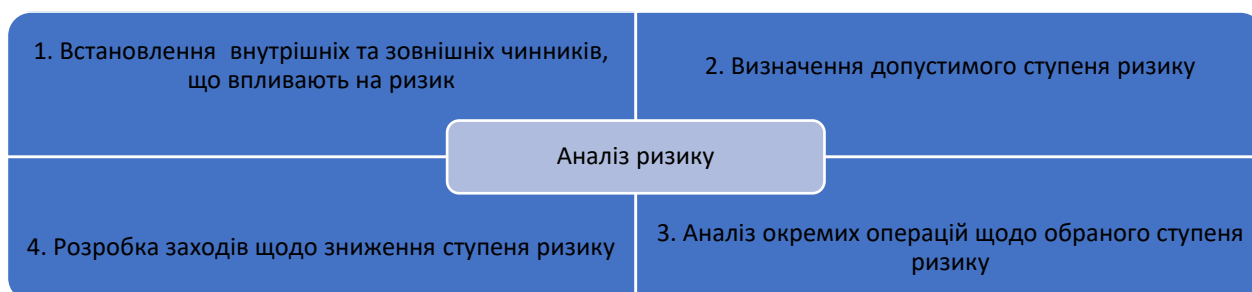 1. Встановлення внутрішніх та зовнішніх чинників,
що впливають на ризик
2. Визначення допустимого ступеня ризику
Аналіз ризику
4. Розробка заходів щодо зниження ступеня ризику
3. Аналіз окремих операцій щодо обраного ступеня
ризику